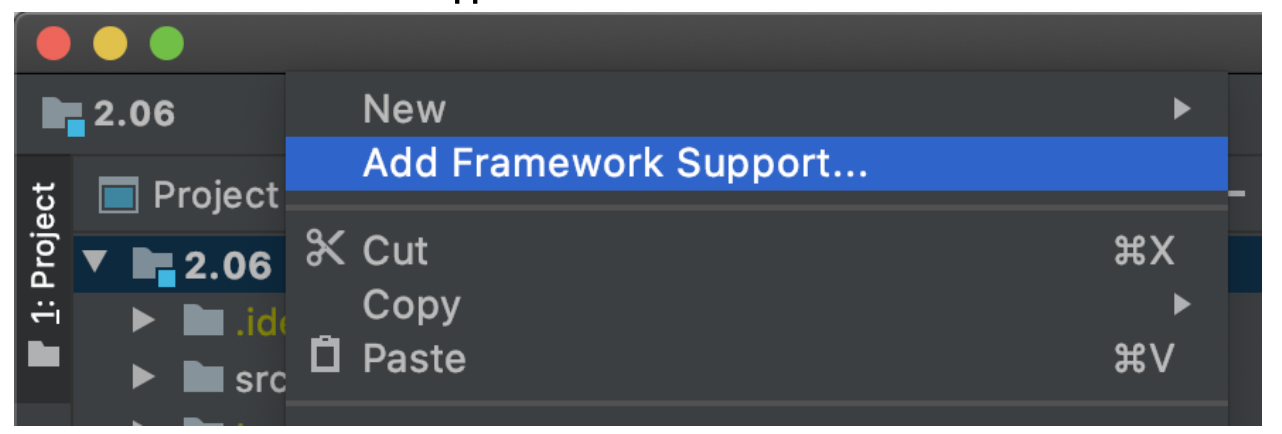 2.06
New
Add Framework Support...
Project
1: Project
2.06
Cut ⌘X
Copy
src
Paste ⌘V